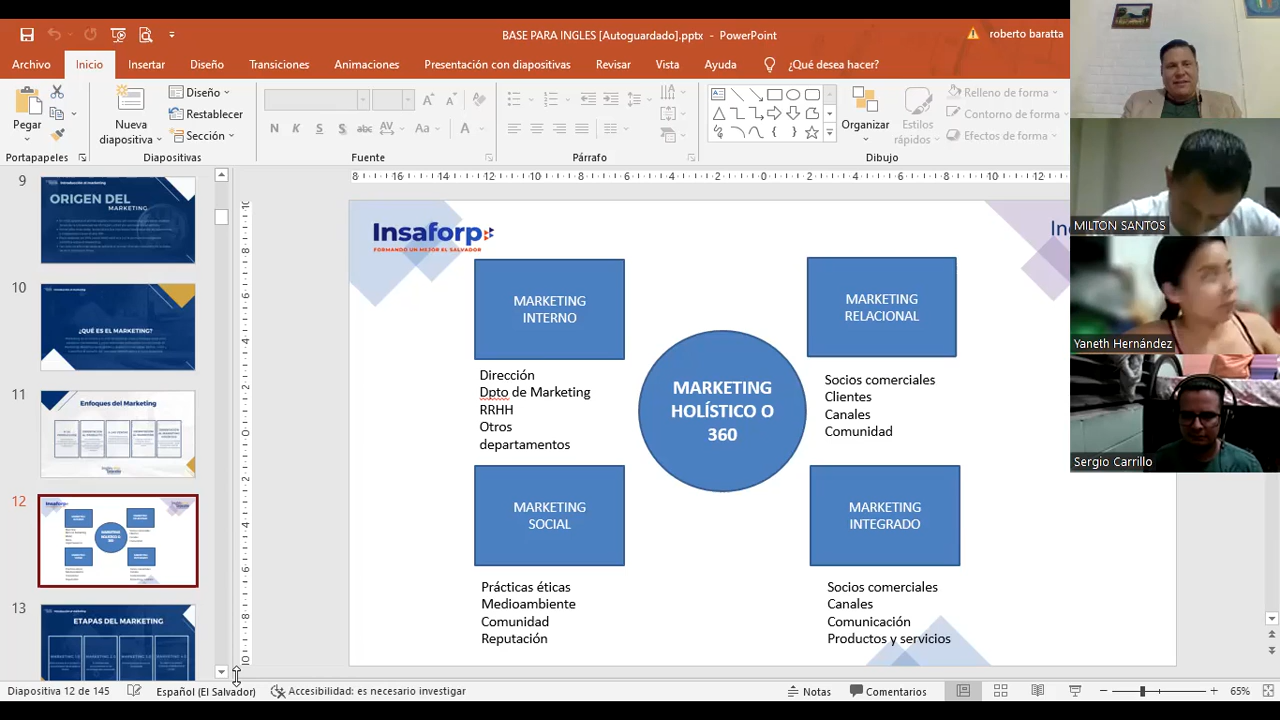 BASE PARA INGLES [Autoguardado].pptx - PowerPoint
roberto baratta
Archivo Inicio Insertar Diseño Transiciones Animaciones Presentación con diapositivas Revisar Vista Ayuda ¿Qué desea hacer?
Pegar
Nueva
diapositiva
Diseño
Restablecer
Sección
N K S S abc AV Aa A
Organizar
Estilos
rápidos
Relleno de forma
Contorno de forma
Efectos de forma
Portapapeles Diapositivas Fuente Párrafo Dibujo
9
Introducción al marketing
ORIGEN DEL
MARKETING
10
¿QUÉ ES EL MARKETING?
11
Enfoques del Marketing
12
13
ETAPAS DEL MARKETING
Insaforp
FORMANDO UN MEJOR EL SALVADOR
MARKETING
INTERNO
Dirección
Dpto de Marketing
RRHH
Otros
departamentos
MARKETING
RELACIONAL
Socios comerciales
Clientes
Canales
Comunidad
MARKETING
HOLÍSTICO O
360
MARKETING
SOCIAL
Prácticas éticas
Medioambiente
Comunidad
Reputación
MARKETING
INTEGRADO
Socios comerciales
Canales
Comunicación
Productos y servicios
MILTON SANTOS
Yaneth Hernández
Sergio Carrillo
Diapositiva 12 de 145 Español (El Salvador) Accesibilidad: es necesario investigar Notas Comentarios 65%